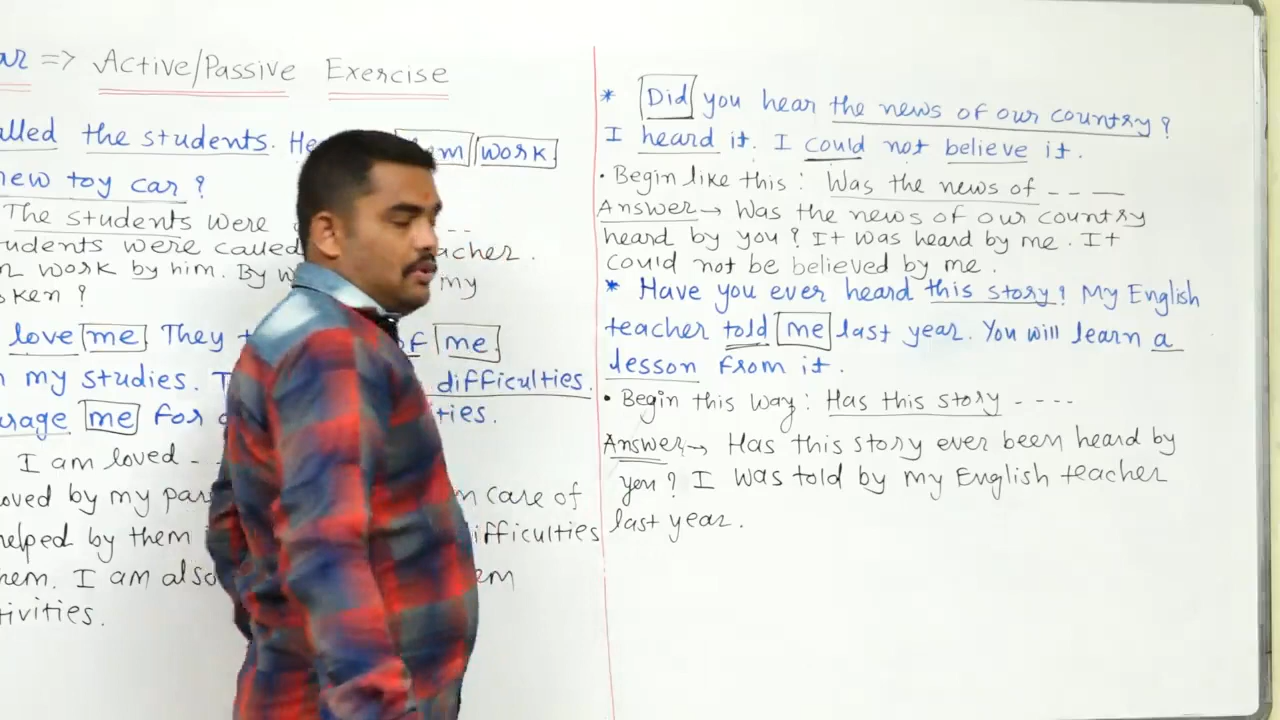 ar => Active/Passive Exercise
alled the students. He em work
new toy car ?
The students were --
udents were called acher.
n work by him. By w my
oken ?
love me They t of me
n my studies. T difficulties.
urage me for ties.
I am loved --
oved by my par n care of
helped by them ifficulties
hem. I am also em
tivities.
* Did you hear the news of our country ?
I heard it. I could not believe it.
• Begin like this : Was the news of - - —
Answer → Was the news of our country
heard by you ? It was heard by me. It
could not be believed by me.
* Have you ever heard this story ? My English
teacher told me last year. You will learn a
lesson from it.
• Begin this way : Has this story - - - -
Answer → Has this story ever been heard by
you ? I was told by my English teacher
last year.